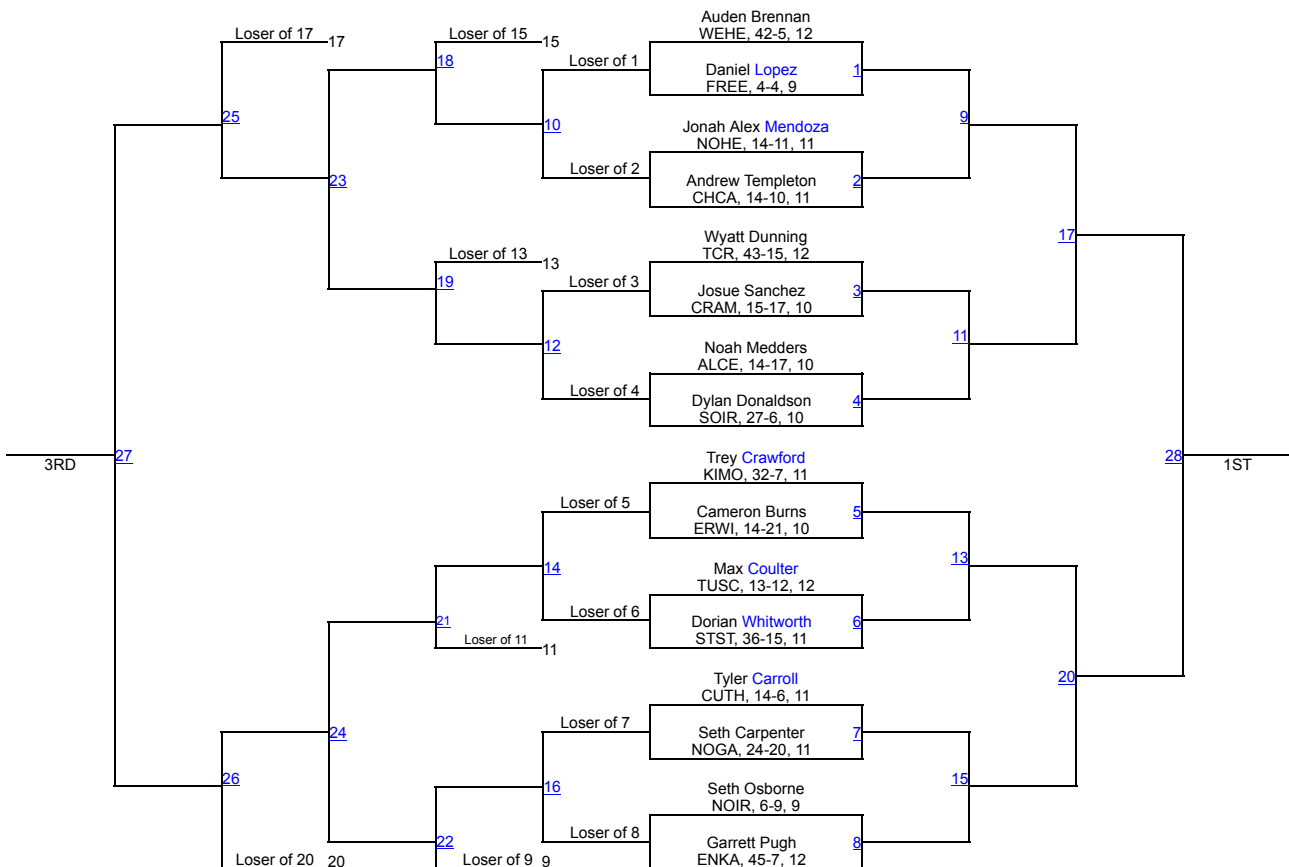 Auden Brennan
Loser of 17 17 Loser of 15 15 WEHE, 42-5, 12
18 Loser of 1 Daniel Lopez 1
FREE, 4-4, 9
25 10 Jonah Alex Mendoza 9
NOHE, 14-11, 11
23 Loser of 2 Andrew Templeton 2
CHCA, 14-10, 11
Wyatt Dunning 17
Loser of 13 13 TCR, 43-15, 12
19 Loser of 3 Josue Sanchez 3
CRAM, 15-17, 10
12 Noah Medders 11
ALCE, 14-17, 10
Loser of 4 Dylan Donaldson 4
SOIR, 27-6, 10
27 Trey Crawford 28
3RD KIMO, 32-7, 11 1ST
Loser of 5 Cameron Burns 5
ERWI, 14-21, 10
14 Max Coulter 13
TUSC, 13-12, 12
21 Loser of 6 Dorian Whitworth 6
Loser of 11 11 STST, 36-15, 11
Tyler Carroll 20
CUTH, 14-6, 11
24 Loser of 7 Seth Carpenter 7
NOGA, 24-20, 11
26 16 Seth Osborne 15
NOIR, 6-9, 9
22 Loser of 8 Garrett Pugh 8
Loser of 20 20 Loser of 9 9 ENKA, 45-7, 12